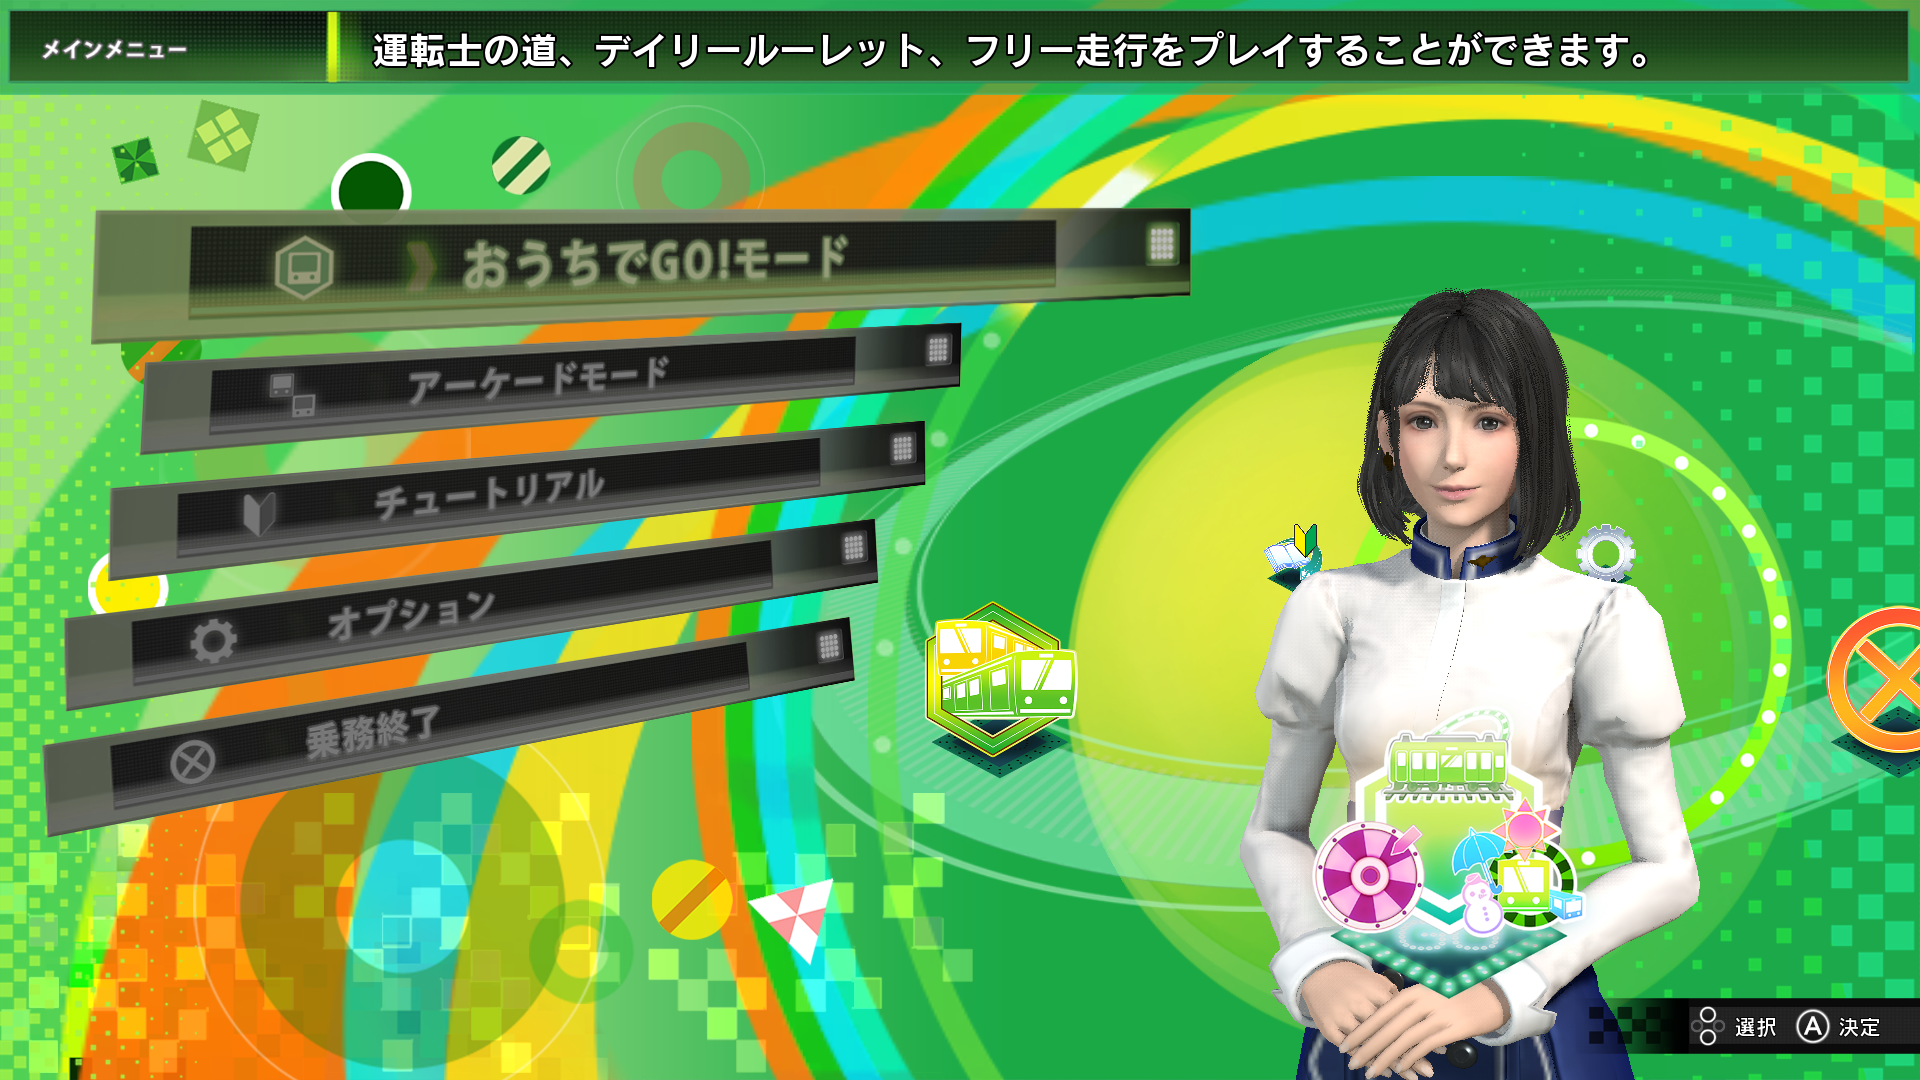 メインメニュー
運転士の道、デイリールーレット、フリー走行をプレイすることができます。
おうちでGO!モード
アーケードモード
チュートリアル
オプション
乗務終了
選択 A 決定